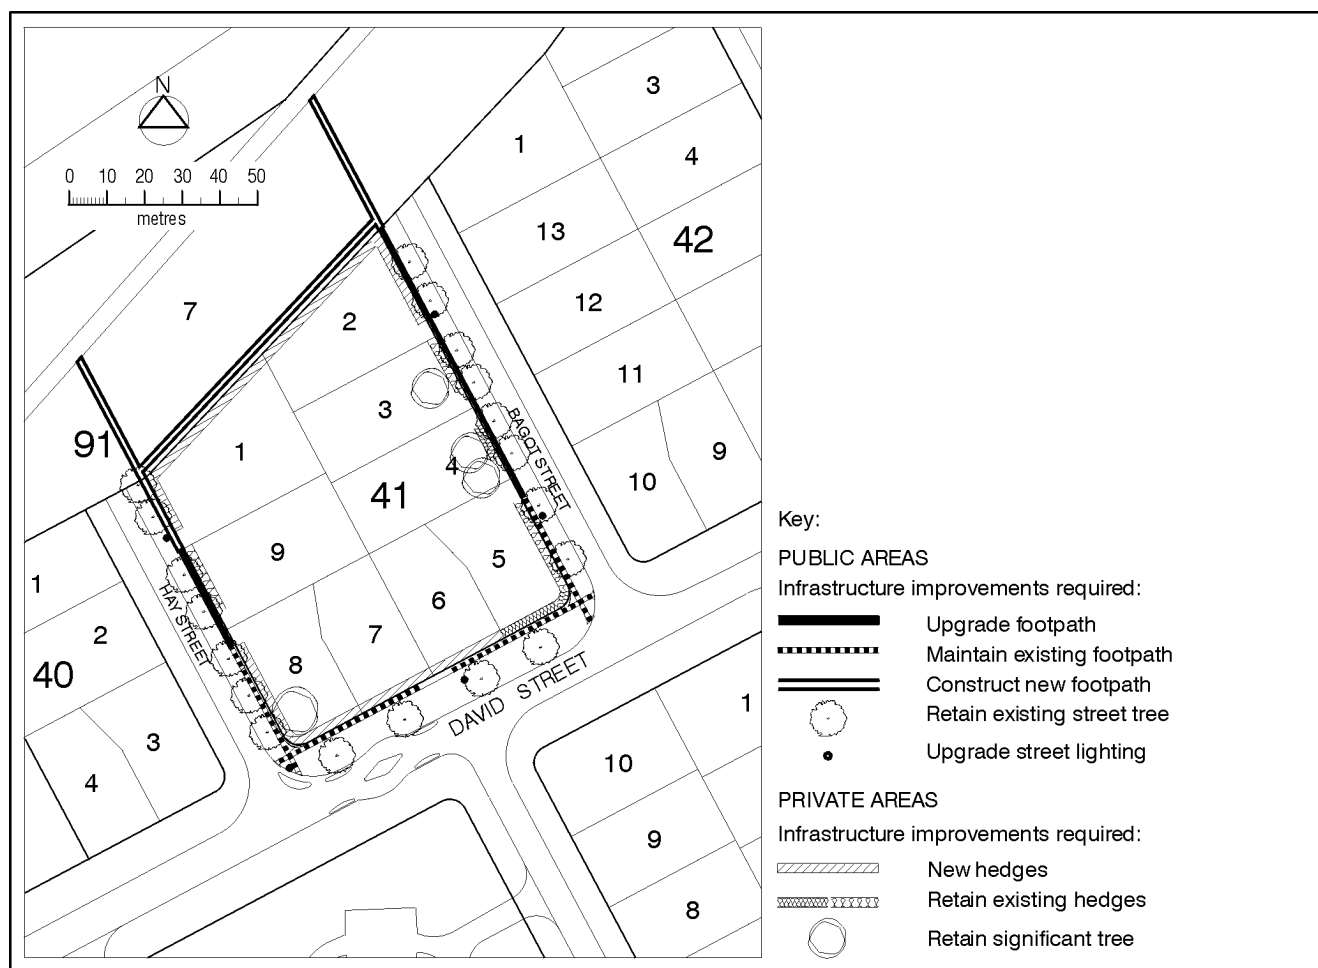 N
0 10 20 30 40 50
metres
3
1
4
13
42
12
7
2
11
3
9
BAGOT STREET
91
1
4
10
41
9
5
1
6
HAY STREET
2
7
8
40
DAVID STREET
3
4
1
10
9
8
Key:
PUBLIC AREAS
Infrastructure improvements required:
Upgrade footpath
Maintain existing footpath
Construct new footpath
Retain existing street tree
Upgrade street lighting
PRIVATE AREAS
Infrastructure improvements required:
New hedges
Retain existing hedges
Retain significant tree